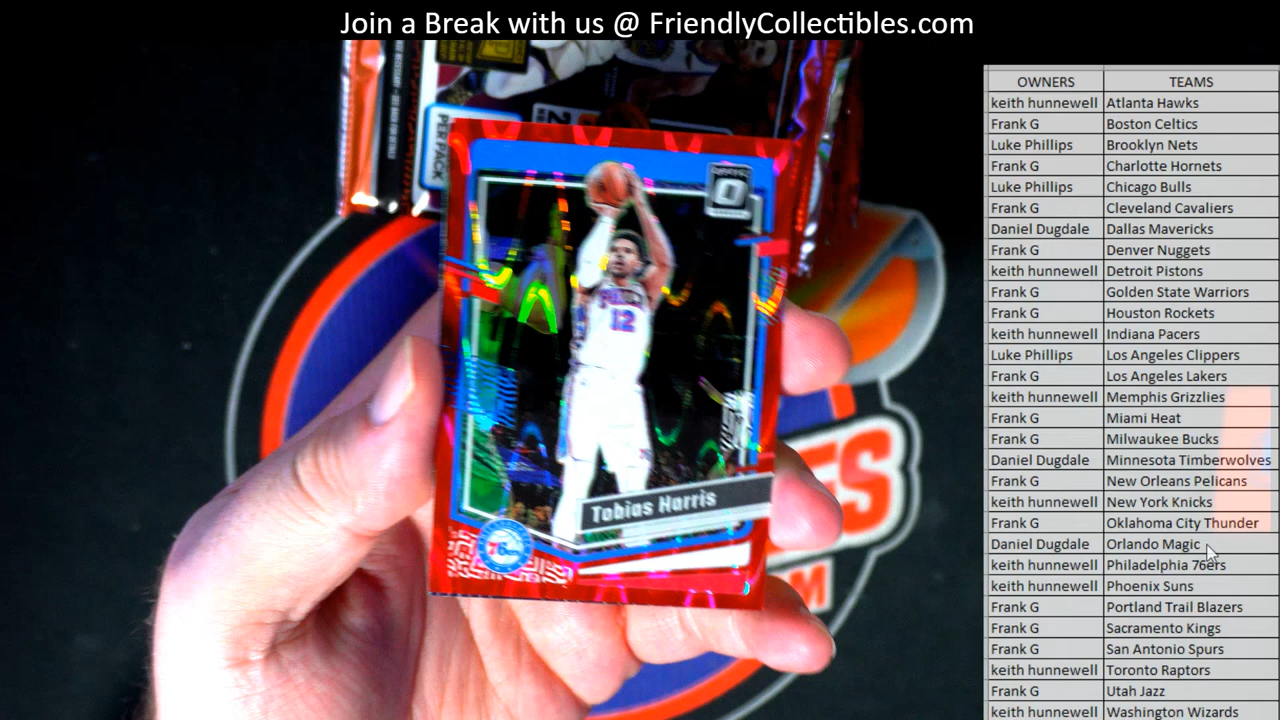 Join a Break with us @ FriendlyCollectibles.com
OWNERS TEAMS
keith hunnewell Atlanta Hawks
Frank G Boston Celtics
Luke Phillips Brooklyn Nets
Frank G Charlotte Hornets
Luke Phillips Chicago Bulls
Frank G Cleveland Cavaliers
Daniel Dugdale Dallas Mavericks
Frank G Denver Nuggets
keith hunnewell Detroit Pistons
Frank G Golden State Warriors
Frank G Houston Rockets
keith hunnewell Indiana Pacers
Luke Phillips Los Angeles Clippers
Frank G Los Angeles Lakers
keith hunnewell Memphis Grizzlies
Frank G Miami Heat
Frank G Milwaukee Bucks
Daniel Dugdale Minnesota Timberwolves
Frank G New Orleans Pelicans
keith hunnewell New York Knicks
Frank G Oklahoma City Thunder
Daniel Dugdale Orlando Magic
keith hunnewell Philadelphia 76ers
keith hunnewell Phoenix Suns
Frank G Portland Trail Blazers
Frank G Sacramento Kings
Frank G San Antonio Spurs
keith hunnewell Toronto Raptors
Frank G Utah Jazz
keith hunnewell Washington Wizards
PER PACK
12
Tobias Harris
76ers